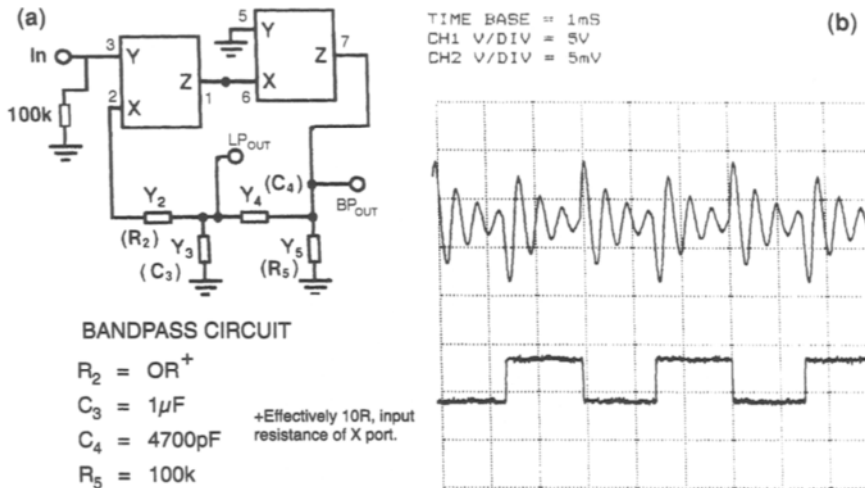 (a)
In
3
Y
Z
1
2
X
100k
5
Y
7
Z
6
X
LPOUT
BPOUT
Y2
(R2)
Y3
(C3)
Y4
(C4)
Y5
(R5)
BANDPASS CIRCUIT
R2 = OR+
C3 = 1µF
C4 = 4700pF
R5 = 100k
+Effectively 10R, input
resistance of X port.
TIME BASE = 1mS
CH1 V/DIV = 5V
CH2 V/DIV = 5mV
(b)